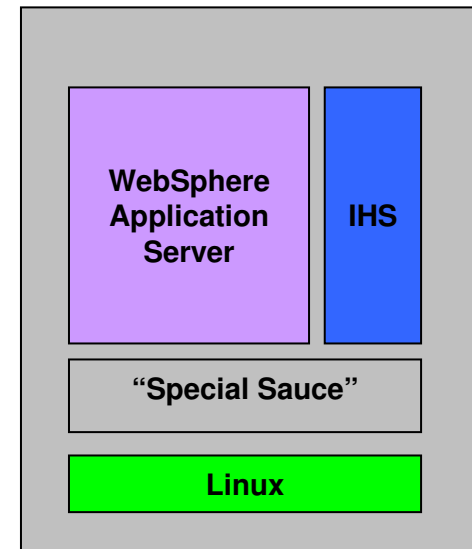 WebSphere
Application
Server
IHS
“Special Sauce”
Linux